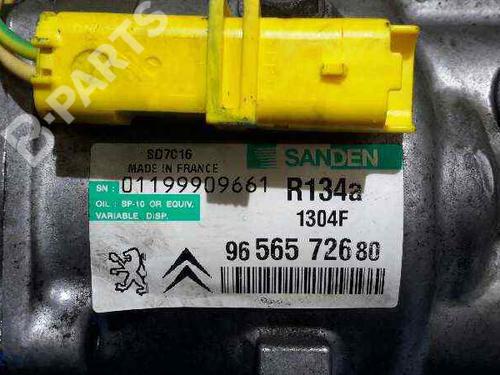 B-PARTS
SD7C16
MADE IN FRANCE
SANDEN
SN : 01199909661
R134a
OIL : SP-10 OR EQUIV.
VARIABLE DISP.
1304F
96 565 726 80